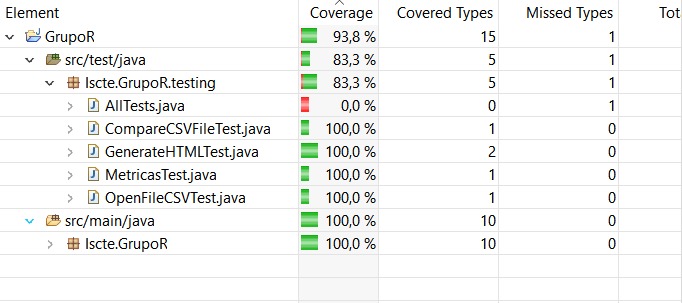 Element Coverage Covered Types Missed Types Tot
GrupoR 93,8 % 15 1
src/test/java 83,3 % 5 1
Iscte.GrupoR.testing 83,3 % 5 1
AllTests.java 0,0 % 0 1
CompareCSVFileTest.java 100,0 % 1 0
GenerateHTMLTest.java 100,0 % 2 0
MetricasTest.java 100,0 % 1 0
OpenFileCSVTest.java 100,0 % 1 0
src/main/java 100,0 % 10 0
Iscte.GrupoR 100,0 % 10 0